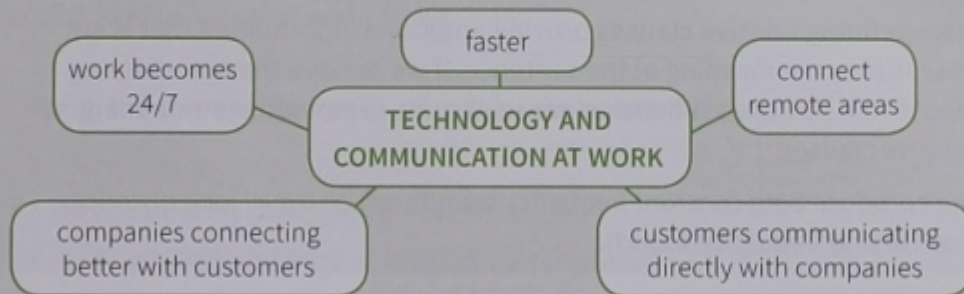 faster
work becomes
24/7
connect
remote areas
TECHNOLOGY AND
COMMUNICATION AT WORK
companies connecting
better with customers
customers communicating
directly with companies